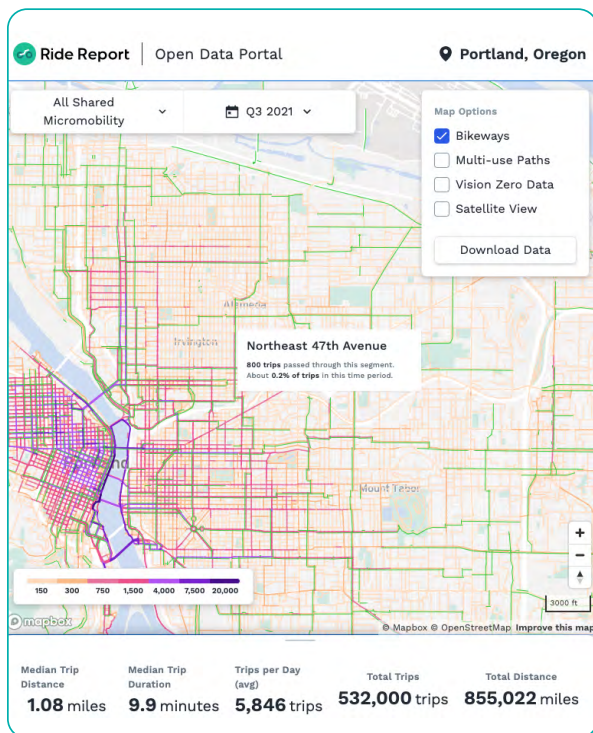 Ride Report | Open Data Portal
Portland, Oregon
All Shared
Micromobility
Q3 2021
Map Options
Bikeways
Multi-use Paths
Vision Zero Data
Satellite View
Download Data
Alameda
Irvington
Northeast 47th Avenue
800 trips passed through this segment.
About 0.2% of trips in this time period.
Mount Tabor
150 300 750 1,500 4,000 7,500 20,000
3000 ft
mapbox
© Mapbox © OpenStreetMap Improve this map
Median Trip
Distance
1.08 miles
Median Trip
Duration
9.9 minutes
Trips per Day
(avg)
5,846 trips
Total Trips
532,000 trips
Total Distance
855,022 miles